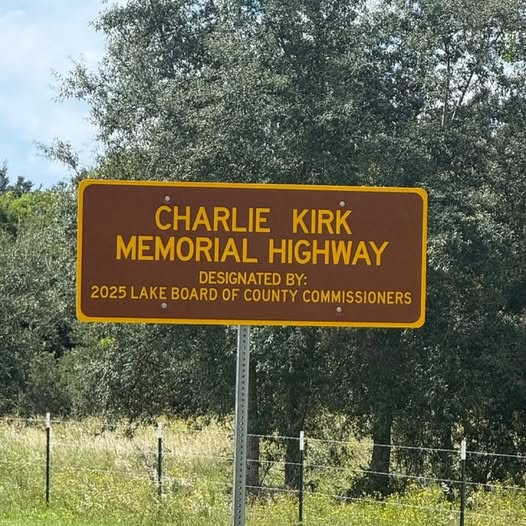 CHARLIE KIRK
MEMORIAL HIGHWAY
DESIGNATED BY:
2025 LAKE BOARD OF COUNTY COMMISSIONERS